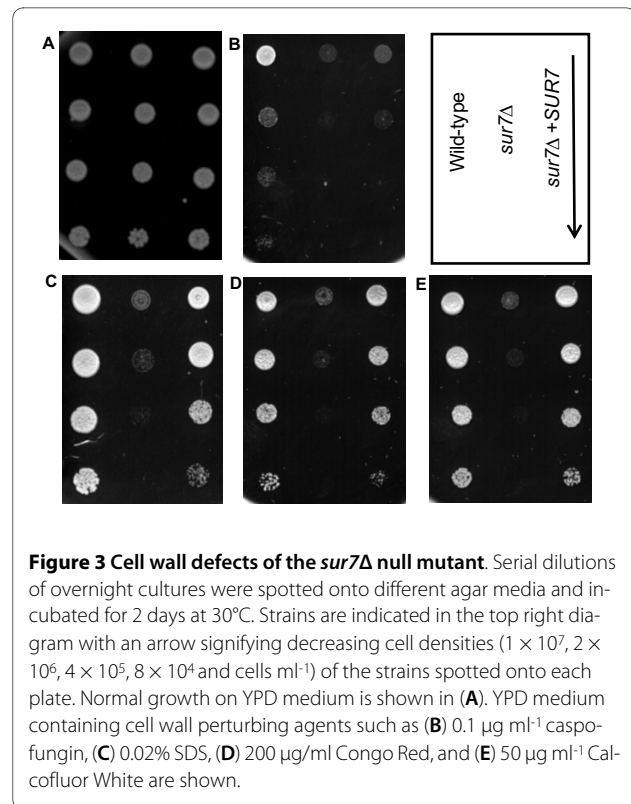 A
B
Wild-type
sur7Δ
sur7Δ +SUR7
C
D
E
Figure 3 Cell wall defects of the sur7Δ null mutant. Serial dilutions
of overnight cultures were spotted onto different agar media and in-
cubated for 2 days at 30°C. Strains are indicated in the top right dia-
gram with an arrow signifying decreasing cell densities (1 × 10⁷, 2 ×
10⁶, 4 × 10⁵, 8 × 10⁴ and cells ml-¹) of the strains spotted onto each
plate. Normal growth on YPD medium is shown in (A). YPD medium
containing cell wall perturbing agents such as (B) 0.1 μg ml-¹ caspo-
fungin, (C) 0.02% SDS, (D) 200 μg/ml Congo Red, and (E) 50 μg ml-¹ Cal-
cofluor White are shown.